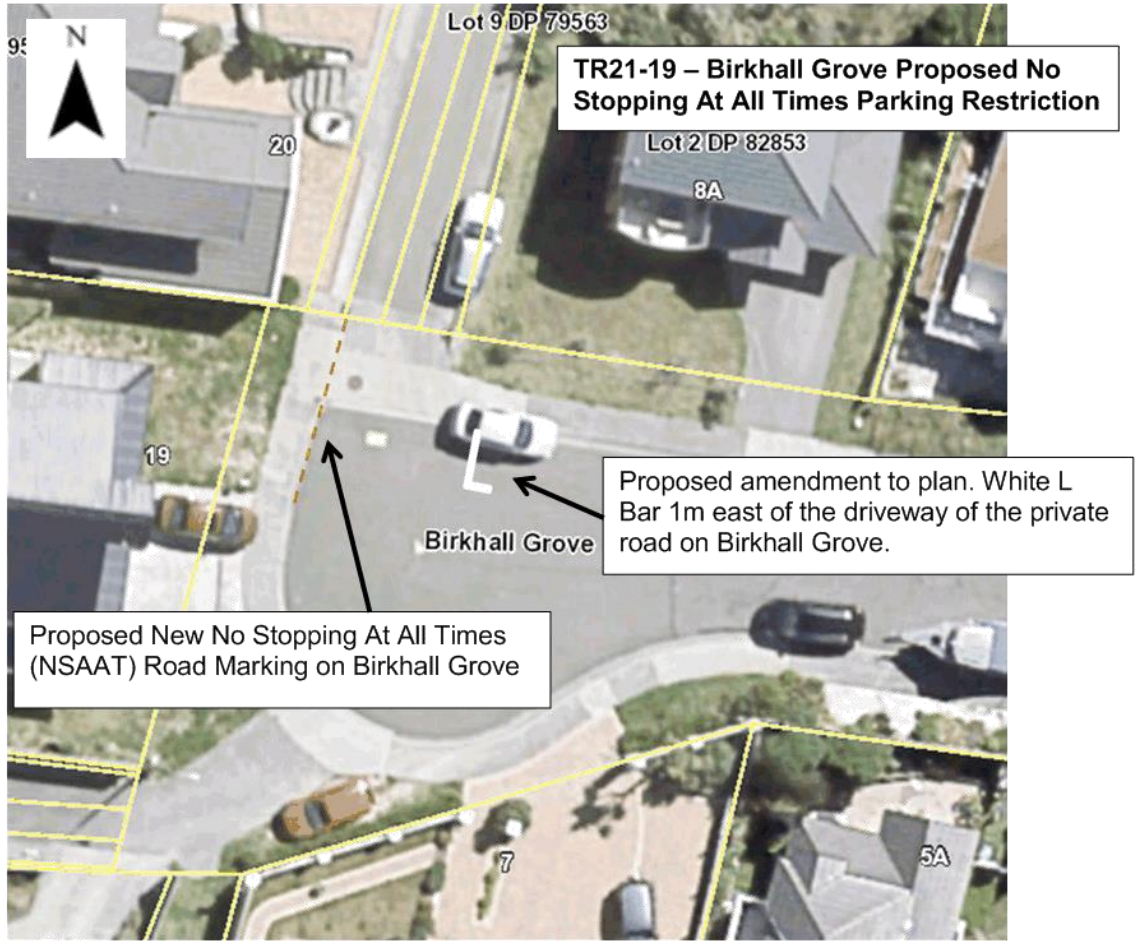 Lot 9 DP 79563
95
N
TR21-19 – Birkhall Grove Proposed No
Stopping At All Times Parking Restriction
20
Lot 2 DP 82853
8A
19
Proposed amendment to plan. White L
Bar 1m east of the driveway of the private
road on Birkhall Grove.
Birkhall Grove
Proposed New No Stopping At All Times
(NSAAT) Road Marking on Birkhall Grove
7
5A